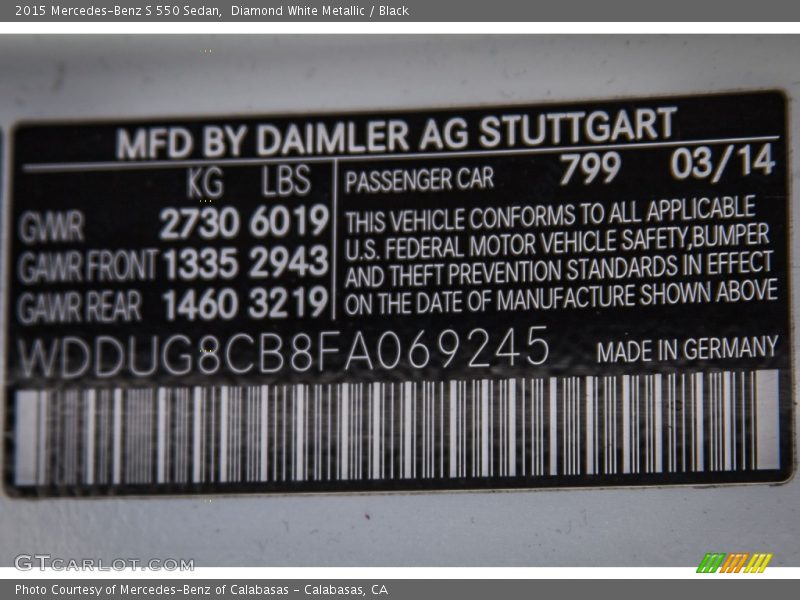 2015 Mercedes-Benz S 550 Sedan,  Diamond White Metallic / Black
MFD BY DAIMLER AG STUTTGART
KG LBS
GVWR 2730 6019
GAWR FRONT 1335 2943
GAWR REAR 1460 3219
PASSENGER CAR 799 03/14
THIS VEHICLE CONFORMS TO ALL APPLICABLE
U.S. FEDERAL MOTOR VEHICLE SAFETY,BUMPER
AND THEFT PREVENTION STANDARDS IN EFFECT
ON THE DATE OF MANUFACTURE SHOWN ABOVE
WDDUG8CB8FA069245 MADE IN GERMANY
GTCARLOT.COM
Photo Courtesy of Mercedes-Benz of Calabasas - Calabasas, CA